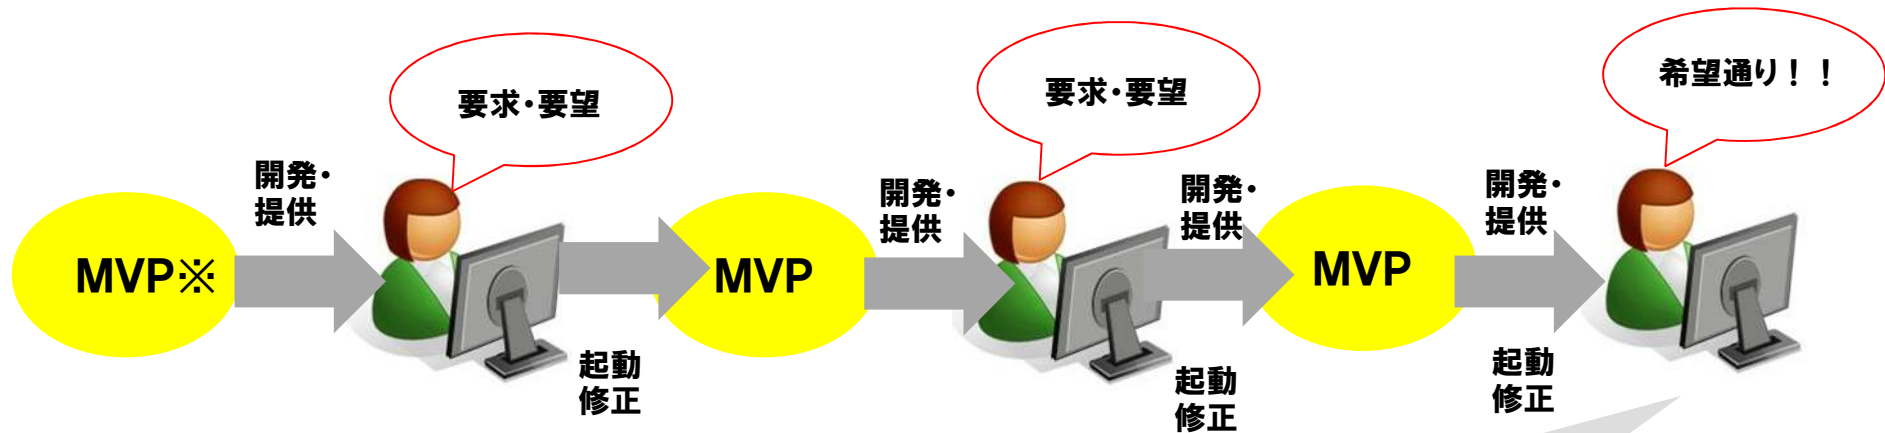 要求・要望
要求・要望
希望通り！！
開発・
提供
開発・
提供
開発・
提供
開発・
提供
MVP※
MVP
MVP
起動
修正
起動
修正
起動
修正